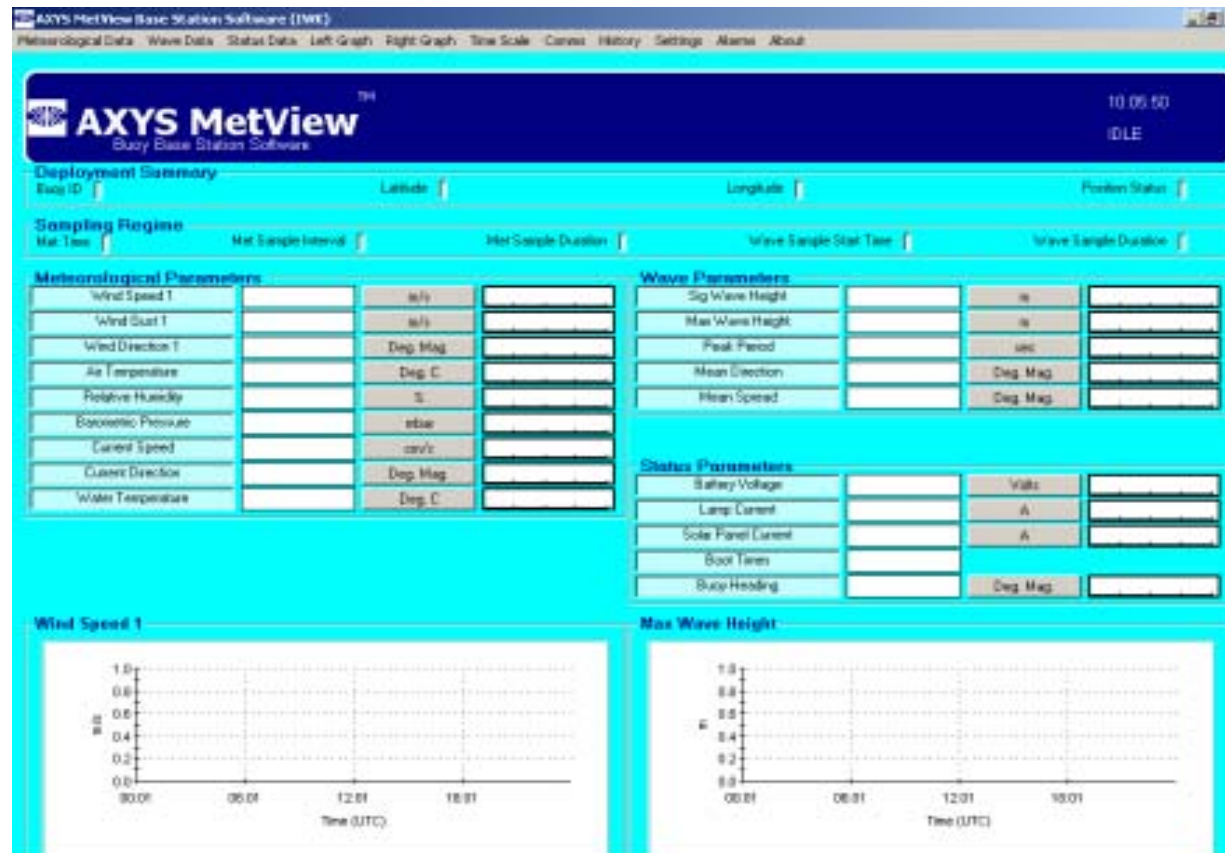 AXYS MetView Base Station Software (IWK)
Meteorological Data Wave Data Status Data Left Graph Right Graph Time Scale Comms History Settings Alarms About
AXYS MetView TM
Buoy Base Station Software
10:05:50
IDLE
Deployment Summary
Buoy ID Latitude Longitude Position Status
Sampling Regime
Met Time Met Sample Interval Met Sample Duration Wave Sample Start Time Wave Sample Duration
Meteorological Parameters
Wind Speed 1 m/s
Wind Gust 1 m/s
Wind Direction 1 Deg. Mag.
Air Temperature Deg. C
Relative Humidity %
Barometric Pressure mbar
Current Speed cm/s
Current Direction Deg. Mag.
Water Temperature Deg. C
Wave Parameters
Sig Wave Height m
Max Wave Height m
Peak Period sec
Mean Direction Deg. Mag.
Mean Spread Deg. Mag.
Status Parameters
Battery Voltage Volts
Lamp Current A
Solar Panel Current A
Boot Times
Buoy Heading Deg. Mag.
Wind Speed 1
1.0
0.8
0.6
0.4
0.2
0.0
m/s
00:01 06:01 12:01 18:01
Time (UTC)
Max Wave Height
1.0
0.8
0.6
0.4
0.2
0.0
m
00:01 06:01 12:01 18:01
Time (UTC)